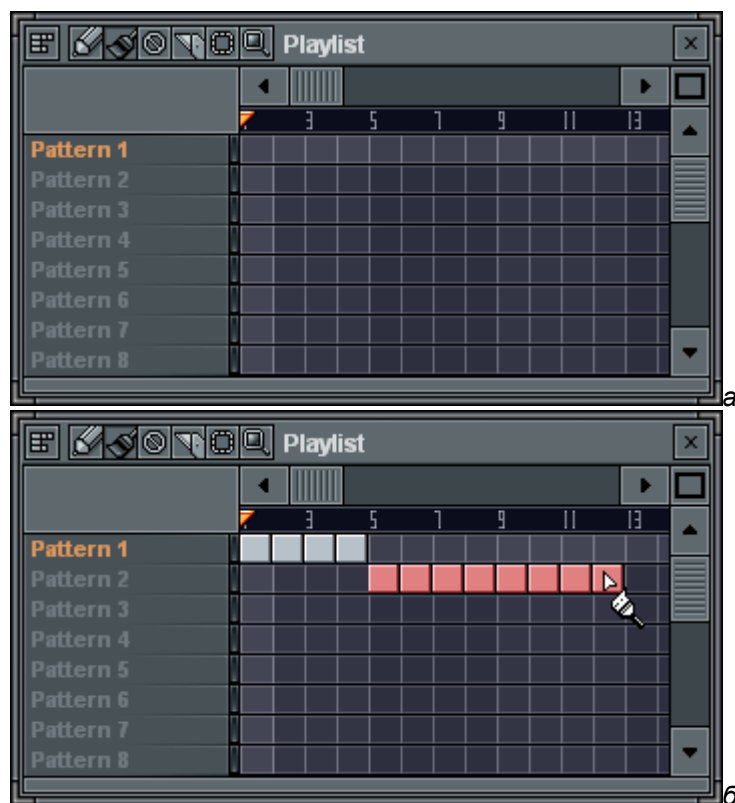 Playlist
3 5 7 9 11 13
Pattern 1
Pattern 2
Pattern 3
Pattern 4
Pattern 5
Pattern 6
Pattern 7
Pattern 8
а
Playlist
3 5 7 9 11 13
Pattern 1
Pattern 2
Pattern 3
Pattern 4
Pattern 5
Pattern 6
Pattern 7
Pattern 8
б